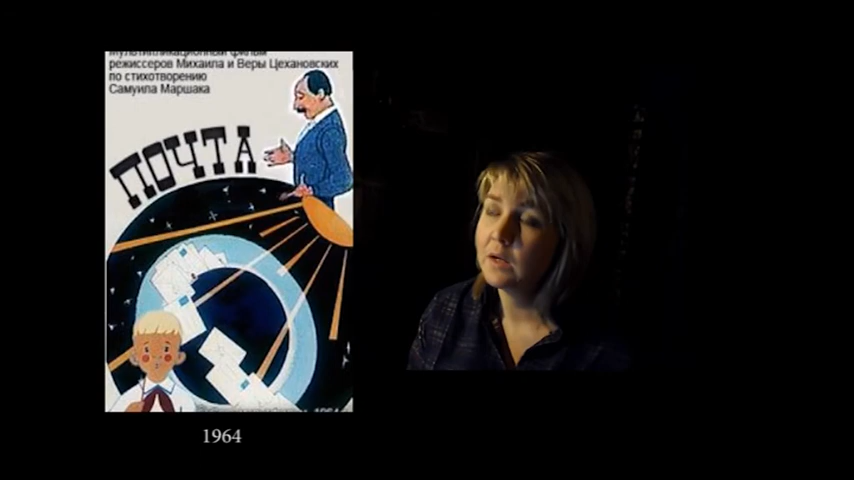 Мультипликационный фильм
режиссеров Михаила и Веры Цехановских
по стихотворению
Самуила Маршака
ПОЧТА
1964